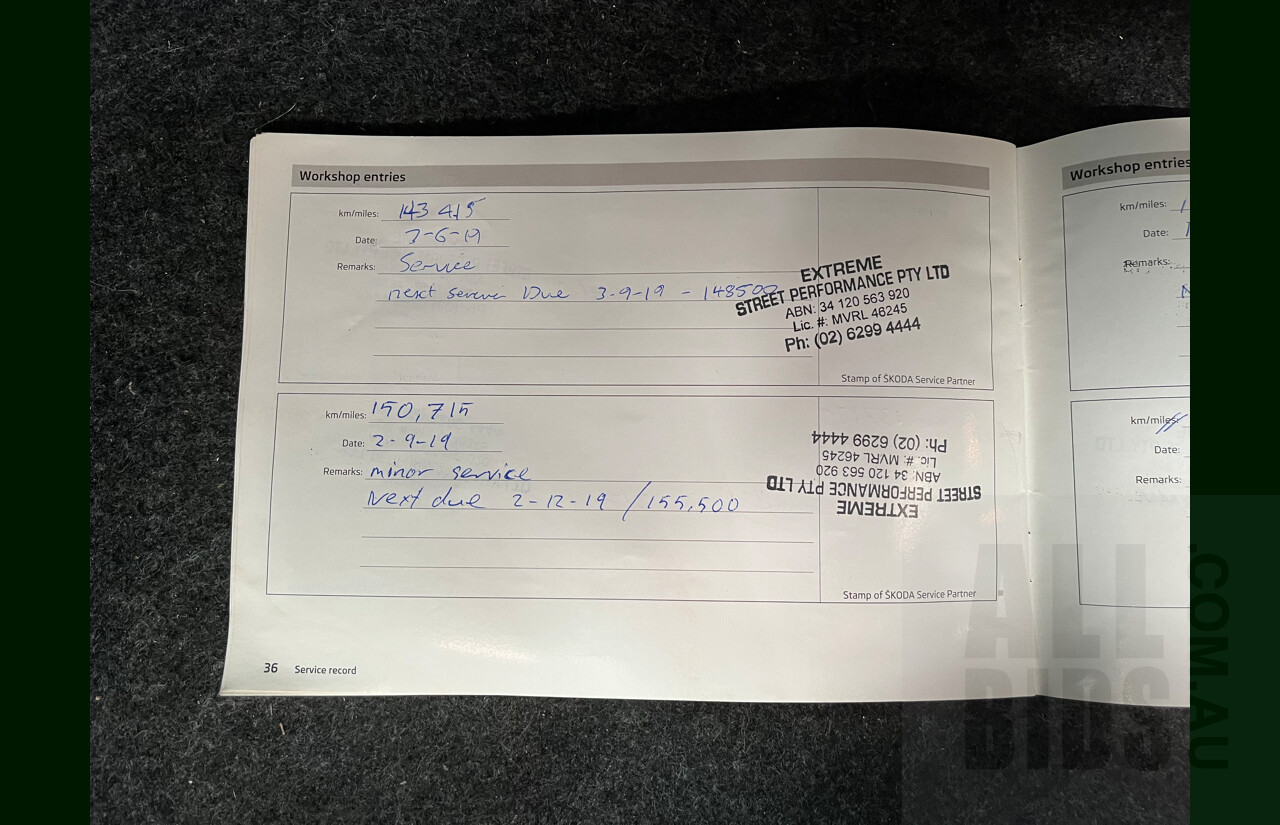 Workshop entries
km/miles: 143 415
Date: 3-6-19
Remarks: Service
next service Due 3-9-19 - 148500
EXTREME
STREET PERFORMANCE PTY LTD
ABN: 34 120 563 920
Lic. #: MVRL 46245
Ph: (02) 6299 4444
Stamp of ŠKODA Service Partner
km/miles: 150,715
Date: 2-9-19
Remarks: minor service
Next due 2-12-19 / 155,500
EXTREME
STREET PERFORMANCE PTY LTD
ABN: 34 120 563 920
Lic. #: MVRL 46245
Ph: (02) 6299 4444
Stamp of ŠKODA Service Partner
36 Service record
Workshop entries
km/miles:
Date:
Remarks:
km/miles:
Date:
Remarks:
ALL
BIDS
.COM.AU